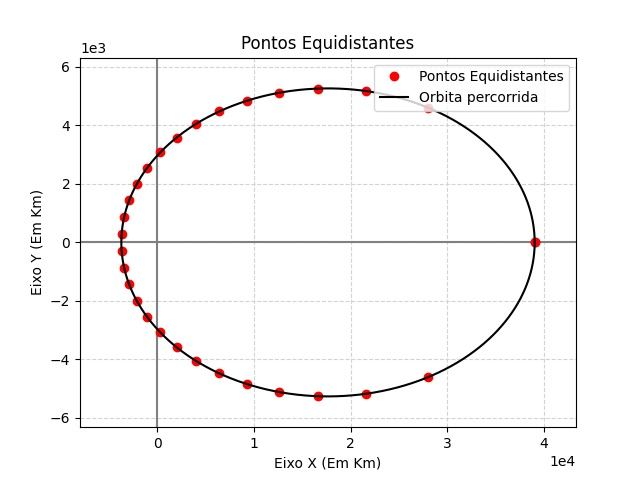 Pontos Equidistantes
1e3
6
4
2
0
−2
−4
−6
Eixo Y (Em Km)
Pontos Equidistantes
Orbita percorrida
0
1
2
3
4
1e4
Eixo X (Em Km)